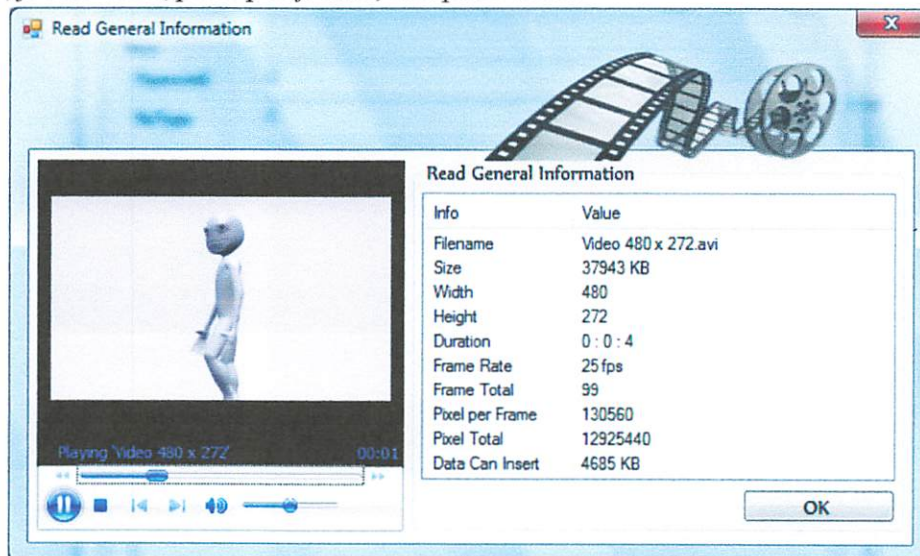 Read General Information
Read General Information
Info Value
Filename Video 480 x 272.avi
Size 37943 KB
Width 480
Height 272
Duration 0 : 0 : 4
Frame Rate 25 fps
Frame Total 99
Pixel per Frame 130560
Pixel Total 12925440
Data Can Insert 4685 KB
Playing 'Video 480 x 272' 00:01
OK